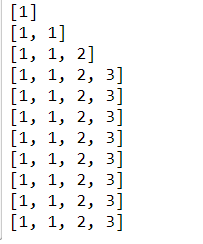 [1]
[1, 1]
[1, 1, 2]
[1, 1, 2, 3]
[1, 1, 2, 3]
[1, 1, 2, 3]
[1, 1, 2, 3]
[1, 1, 2, 3]
[1, 1, 2, 3]
[1, 1, 2, 3]
[1, 1, 2, 3]